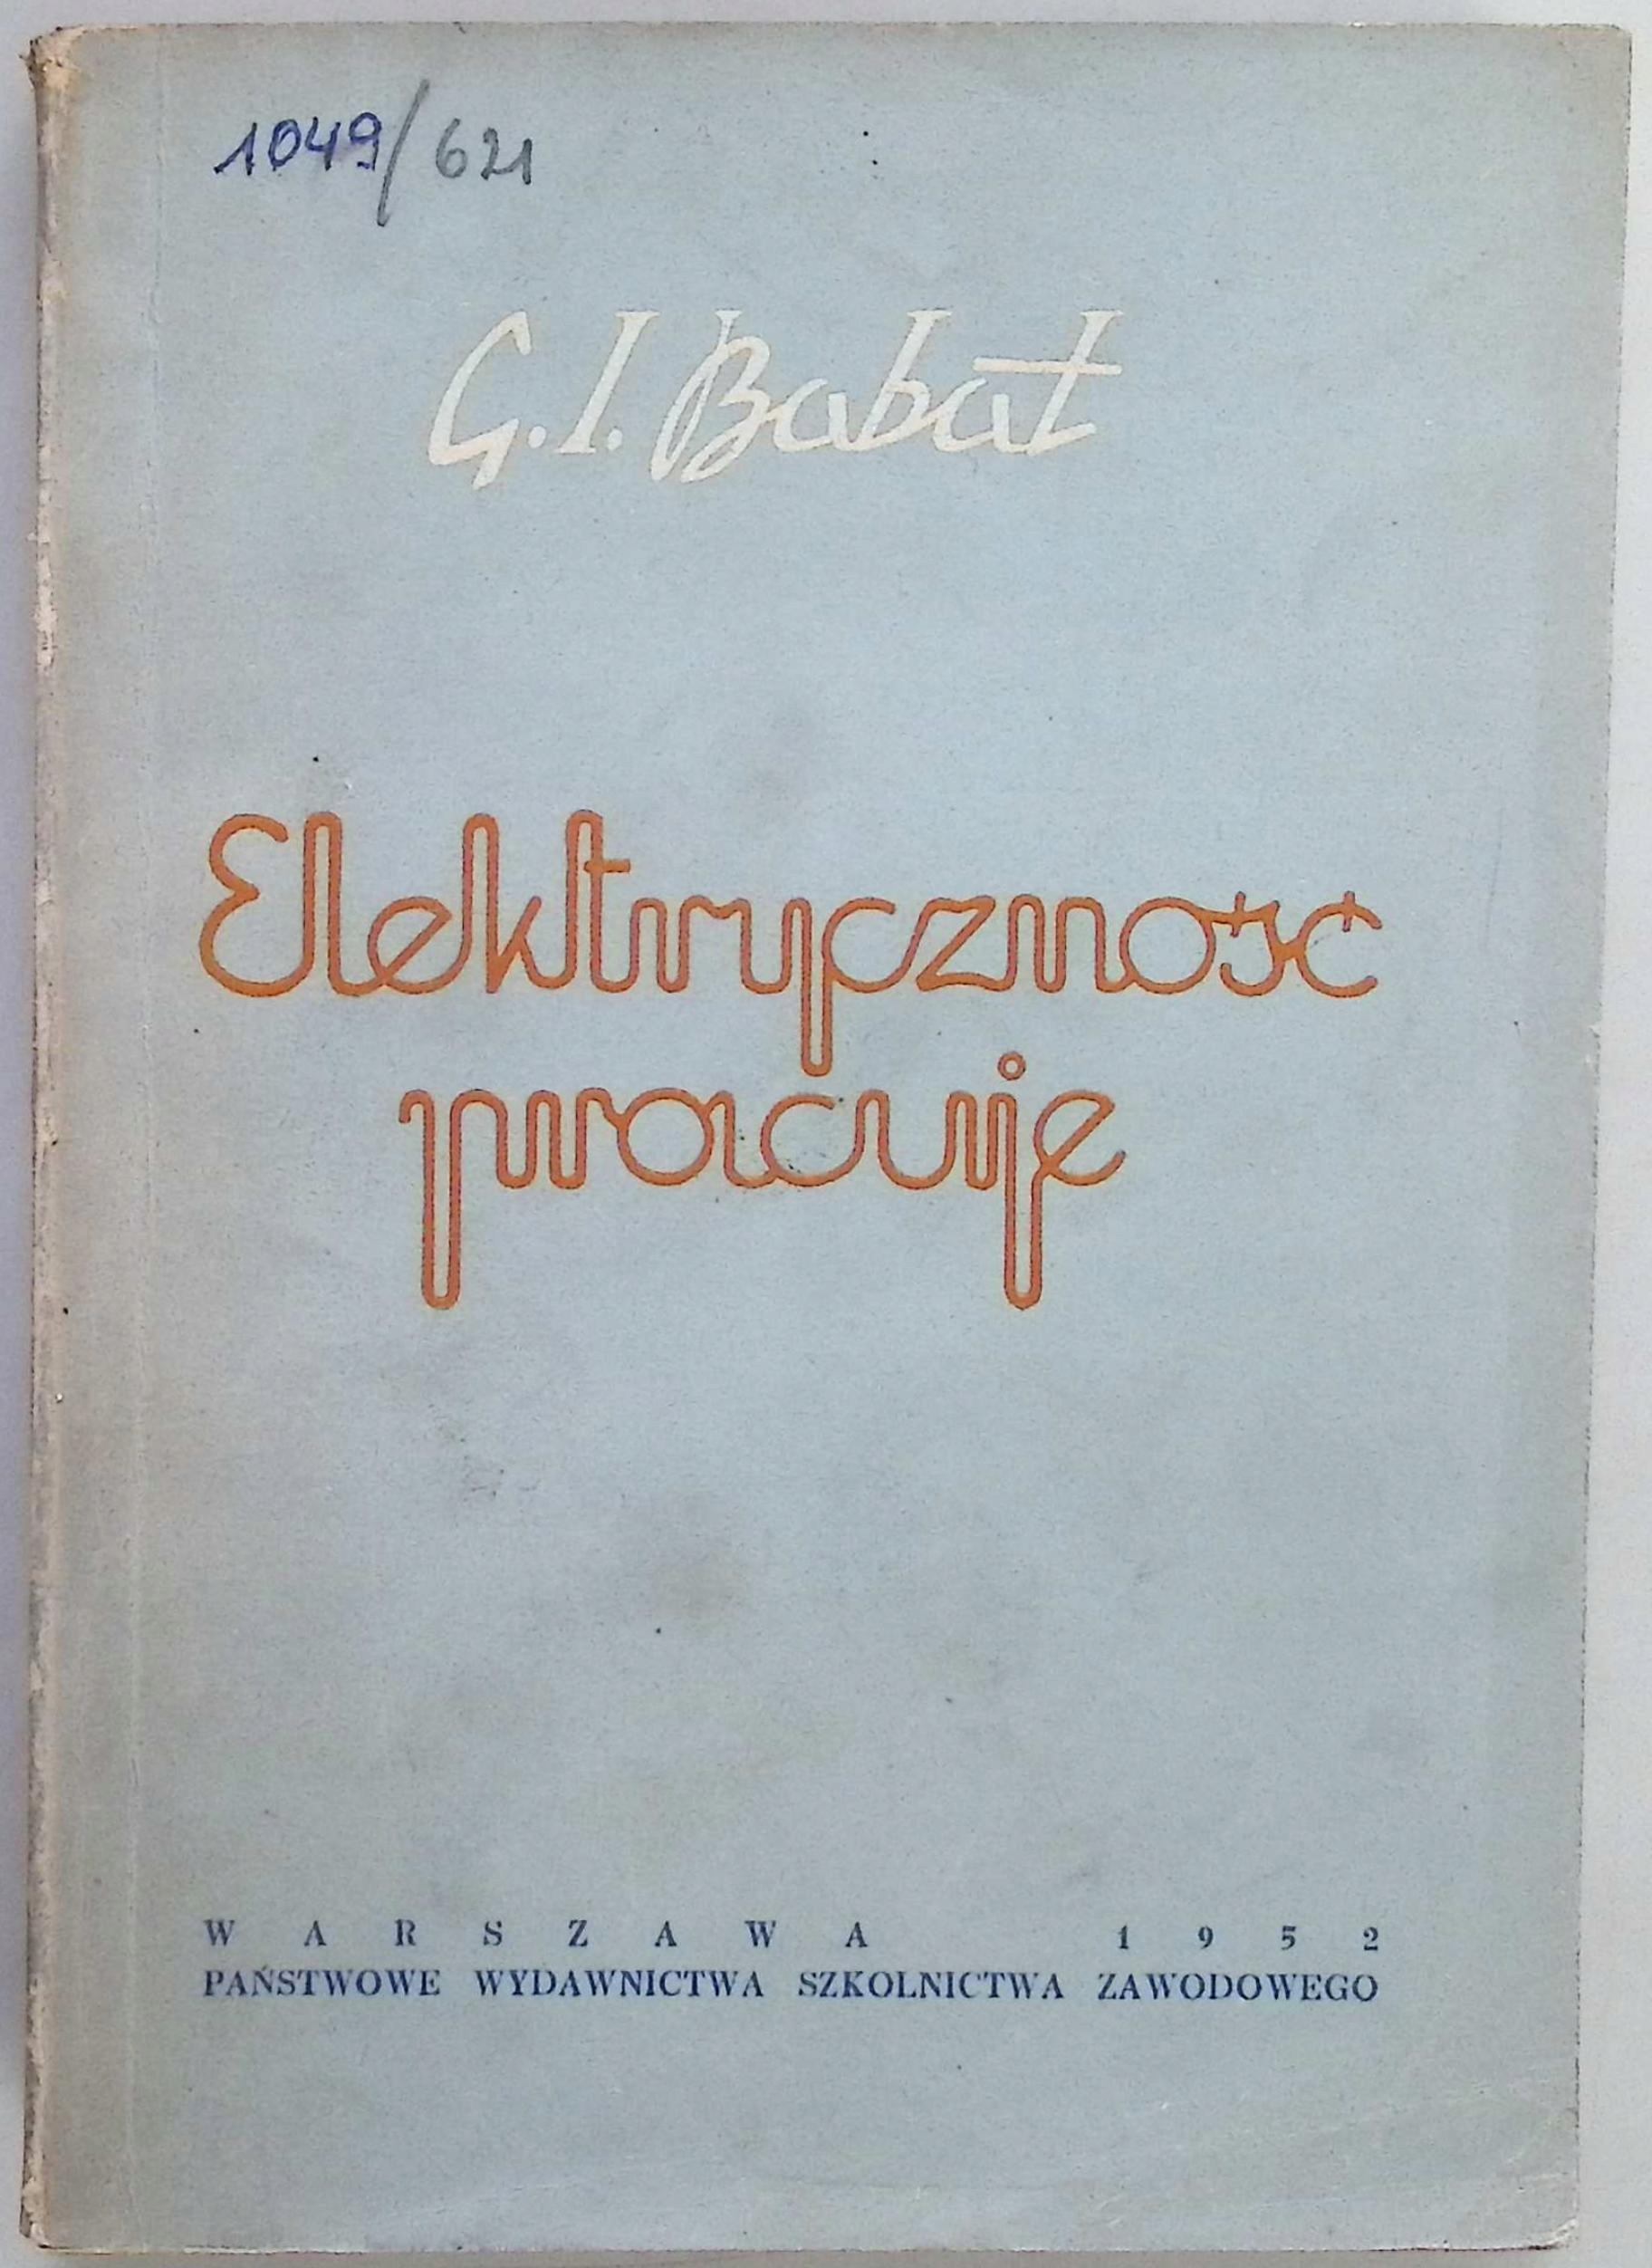 1049/621
G. I. Babat
Elektryczność
pracuje
WARSZAWA 1952
PAŃSTWOWE WYDAWNICTWA SZKOLNICTWA ZAWODOWEGO